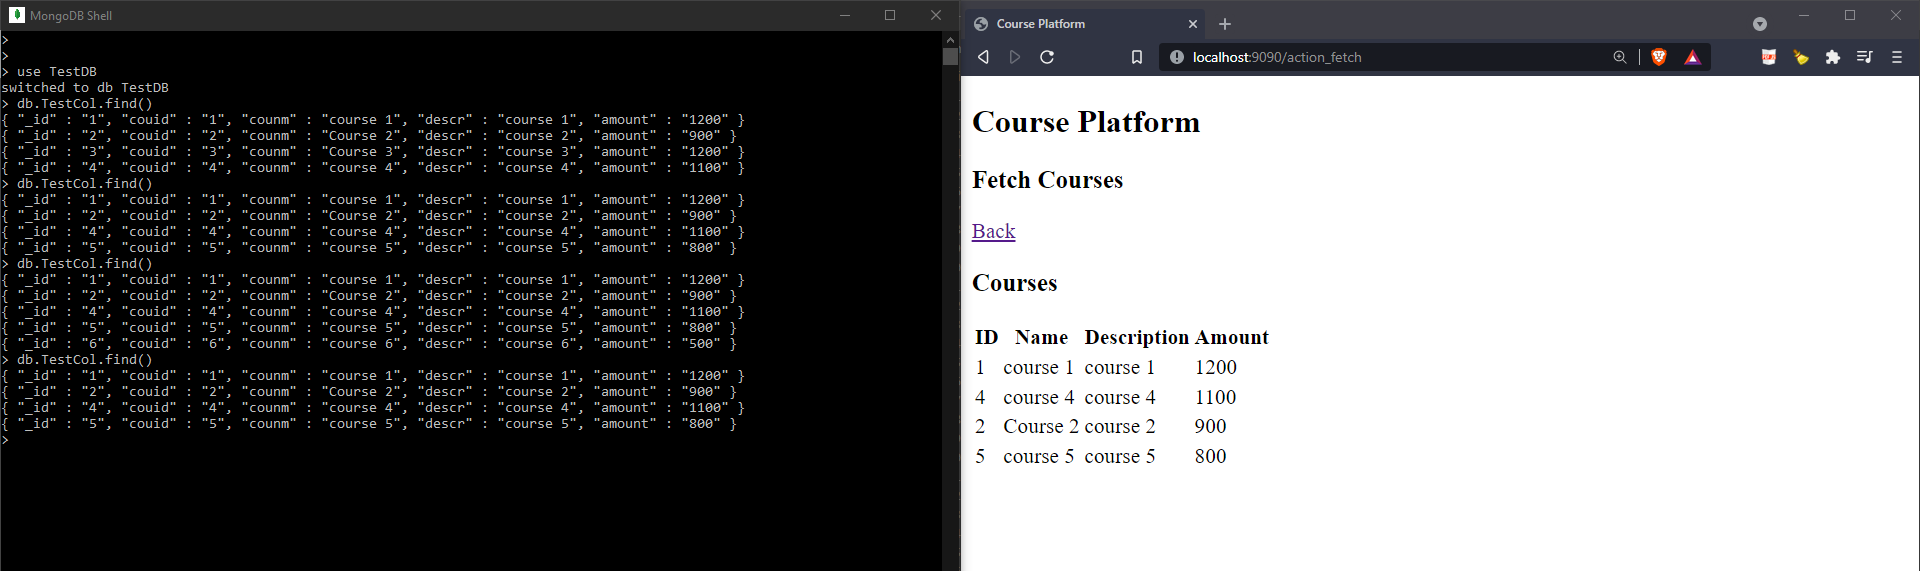 MongoDB Shell
>
>
> use TestDB
switched to db TestDB
> db.TestCol.find()
{ "_id" : "1", "couid" : "1", "counm" : "course 1", "descr" : "course 1", "amount" : "1200" }
{ "_id" : "2", "couid" : "2", "counm" : "Course 2", "descr" : "course 2", "amount" : "900" }
{ "_id" : "3", "couid" : "3", "counm" : "Course 3", "descr" : "course 3", "amount" : "1200" }
{ "_id" : "4", "couid" : "4", "counm" : "course 4", "descr" : "course 4", "amount" : "1100" }
> db.TestCol.find()
{ "_id" : "1", "couid" : "1", "counm" : "course 1", "descr" : "course 1", "amount" : "1200" }
{ "_id" : "2", "couid" : "2", "counm" : "Course 2", "descr" : "course 2", "amount" : "900" }
{ "_id" : "4", "couid" : "4", "counm" : "course 4", "descr" : "course 4", "amount" : "1100" }
{ "_id" : "5", "couid" : "5", "counm" : "course 5", "descr" : "course 5", "amount" : "800" }
> db.TestCol.find()
{ "_id" : "1", "couid" : "1", "counm" : "course 1", "descr" : "course 1", "amount" : "1200" }
{ "_id" : "2", "couid" : "2", "counm" : "Course 2", "descr" : "course 2", "amount" : "900" }
{ "_id" : "4", "couid" : "4", "counm" : "course 4", "descr" : "course 4", "amount" : "1100" }
{ "_id" : "5", "couid" : "5", "counm" : "course 5", "descr" : "course 5", "amount" : "800" }
{ "_id" : "6", "couid" : "6", "counm" : "course 6", "descr" : "course 6", "amount" : "500" }
> db.TestCol.find()
{ "_id" : "1", "couid" : "1", "counm" : "course 1", "descr" : "course 1", "amount" : "1200" }
{ "_id" : "2", "couid" : "2", "counm" : "Course 2", "descr" : "course 2", "amount" : "900" }
{ "_id" : "4", "couid" : "4", "counm" : "course 4", "descr" : "course 4", "amount" : "1100" }
{ "_id" : "5", "couid" : "5", "counm" : "course 5", "descr" : "course 5", "amount" : "800" }
>
Course Platform
localhost:9090/action_fetch
Course Platform
Fetch Courses
Back
Courses
ID Name Description Amount
1 course 1 course 1 1200
4 course 4 course 4 1100
2 Course 2 course 2 900
5 course 5 course 5 800